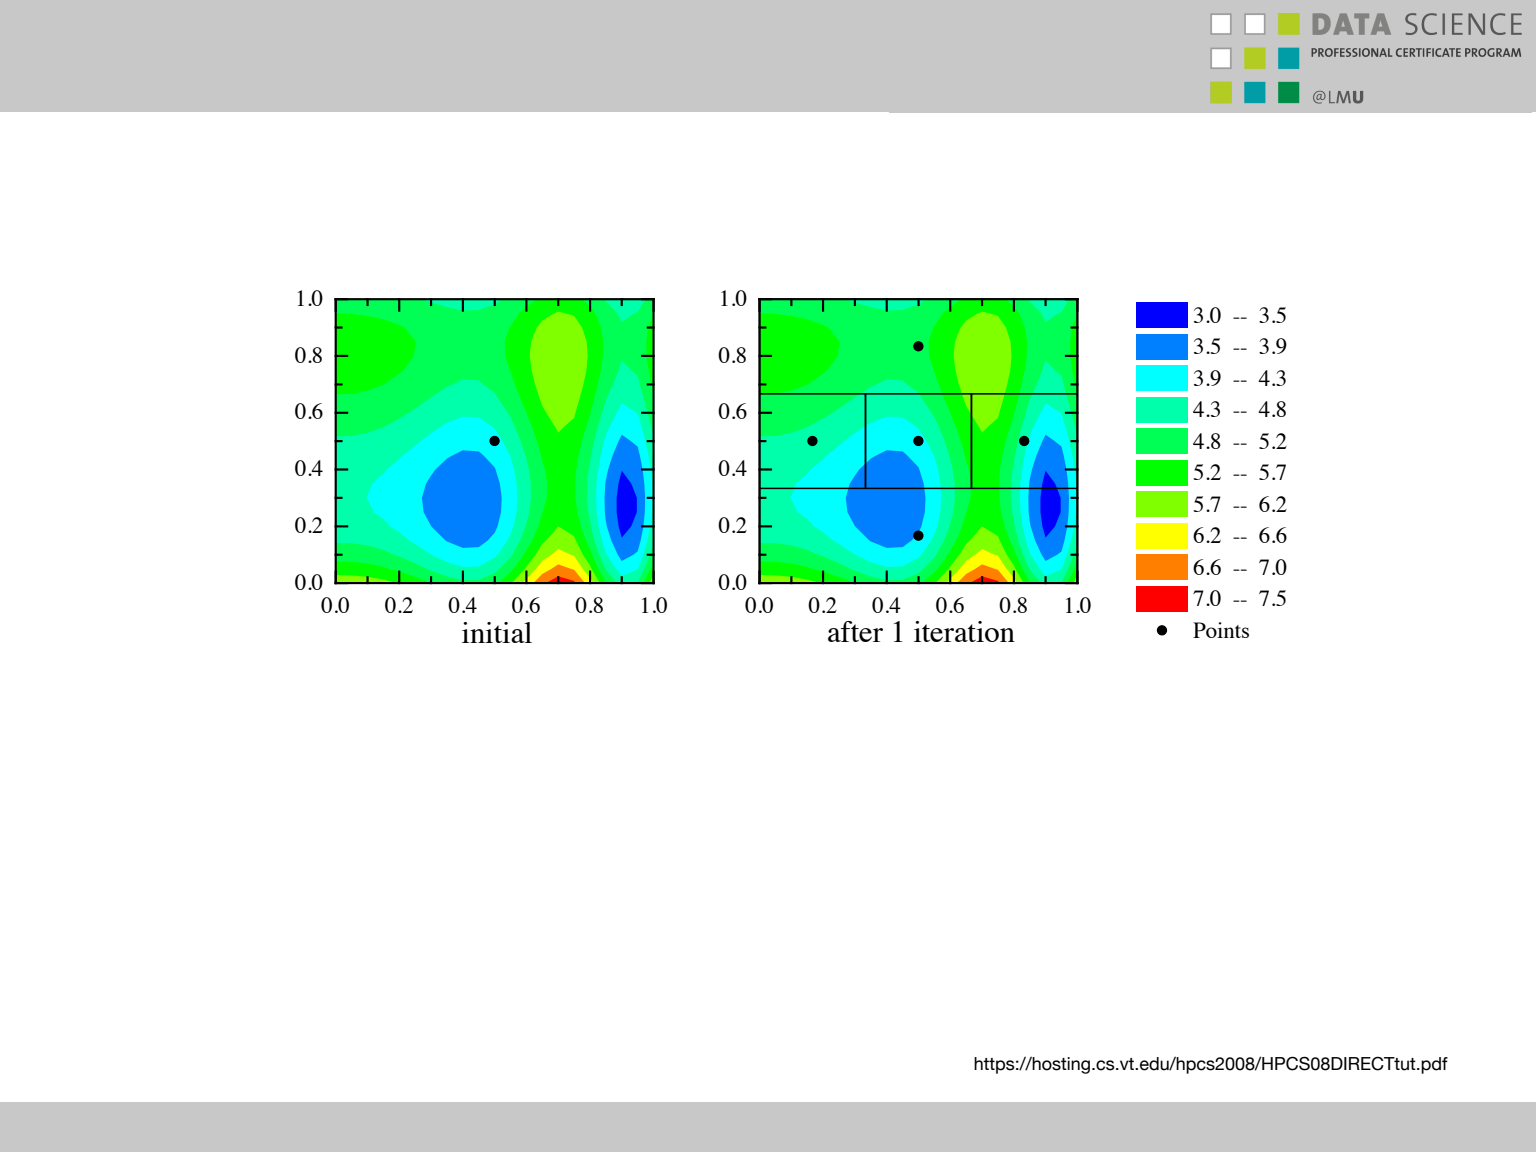 DATA SCIENCE
PROFESSIONAL CERTIFICATE PROGRAM
@LMU
1.0
0.8
0.6
0.4
0.2
0.0
0.0 0.2 0.4 0.6 0.8 1.0
initial
1.0
0.8
0.6
0.4
0.2
0.0
0.0 0.2 0.4 0.6 0.8 1.0
after 1 iteration
3.0 -- 3.5
3.5 -- 3.9
3.9 -- 4.3
4.3 -- 4.8
4.8 -- 5.2
5.2 -- 5.7
5.7 -- 6.2
6.2 -- 6.6
6.6 -- 7.0
7.0 -- 7.5
Points
https://hosting.cs.vt.edu/hpcs2008/HPCS08DIRECTtut.pdf